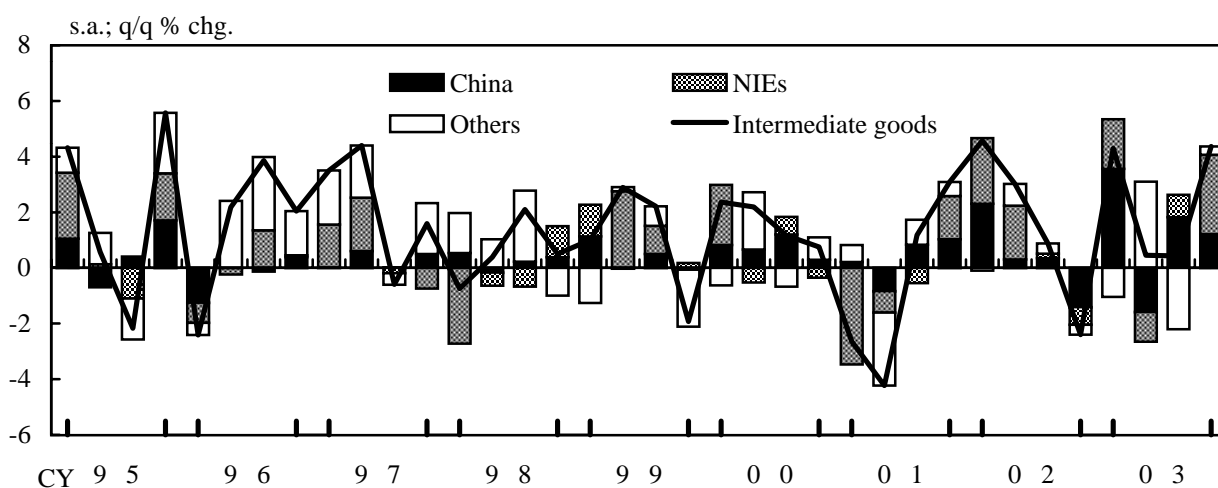 s.a.; q/q % chg.
8
6
4
2
0
-2
-4
-6
China
NIEs
Others
Intermediate goods
CY 95 96 97 98 99 00 01 02 03